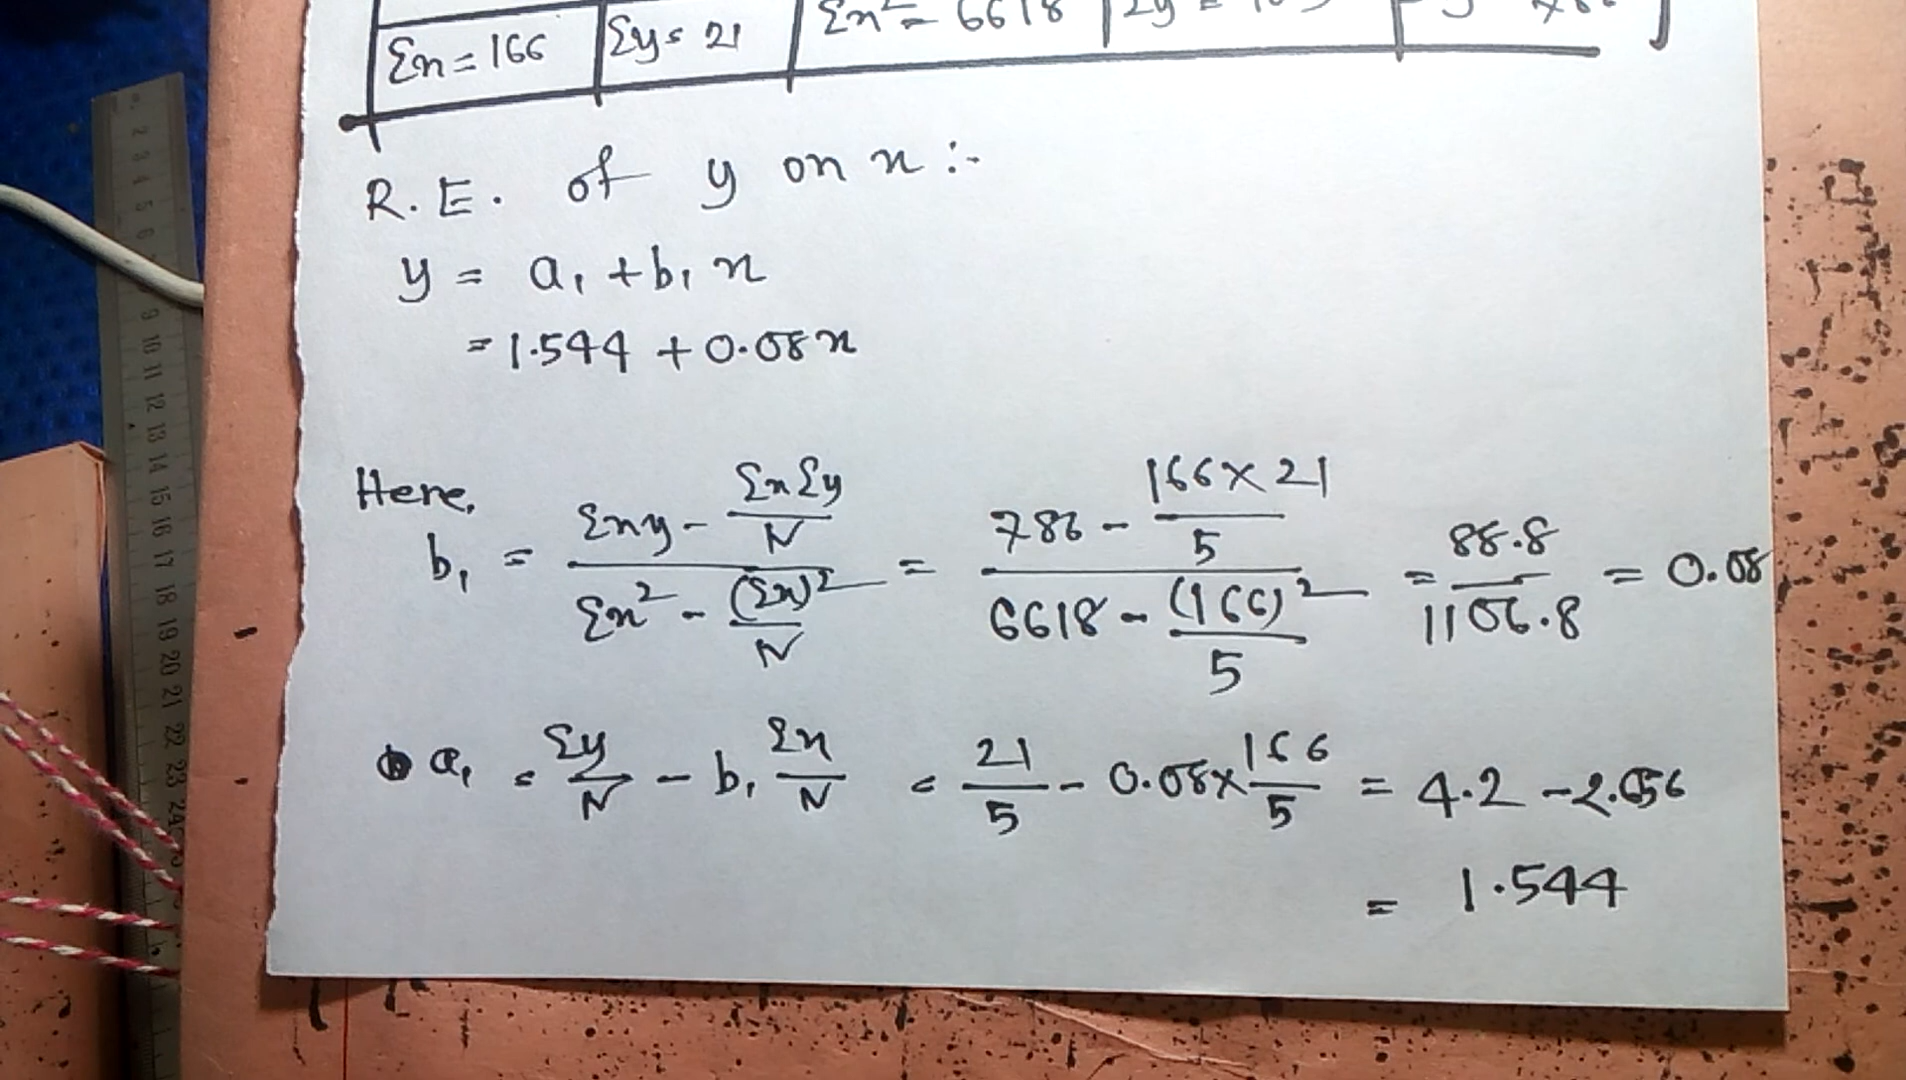 Σx = 166 Σy = 21 Σx² = 6618
R.E. of y on x :-
y = a₁ + b₁ x
= 1.544 + 0.08x
Here,
b₁ = (Σxy - ΣxΣy/N) / (Σx² - (Σx)²/N) = (786 - 166×21/5) / (6618 - (166)²/5) = 88.8/1106.8 = 0.08
a₁ = Σy/N - b₁ Σx/N = 21/5 - 0.08×166/5 = 4.2 - 2.656
= 1.544